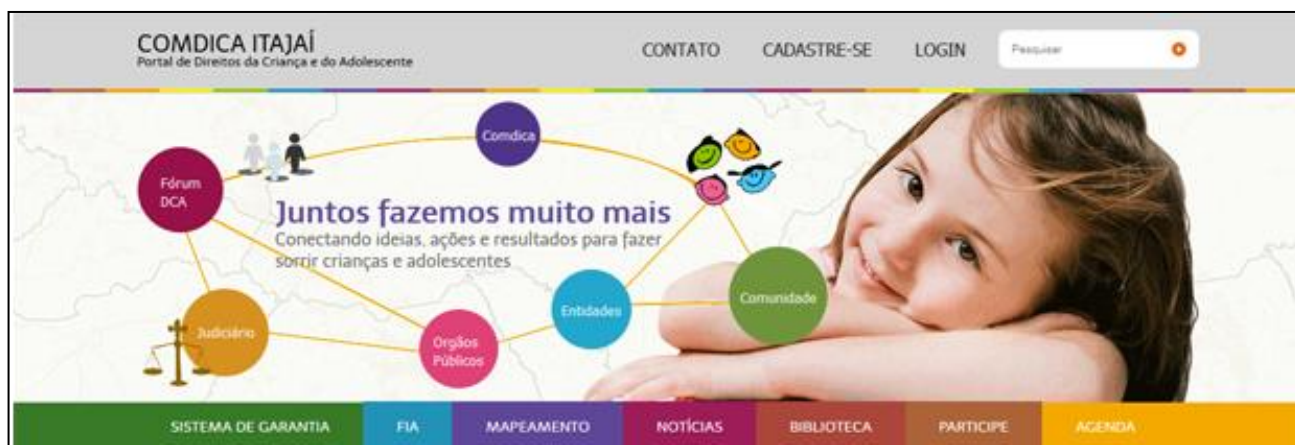 COMDICA ITAJAÍ
Portal de Direitos da Criança e do Adolescente
CONTATO
CADASTRE-SE
LOGIN
Pesquisar
Comdica
Fórum
DCA
Juntos fazemos muito mais
Conectando ideias, ações e resultados para fazer
sorrir crianças e adolescentes
Entidades
Comunidade
Judiciário
Orgãos
Públicos
SISTEMA DE GARANTIA
FIA
MAPEAMENTO
NOTÍCIAS
BIBLIOTECA
PARTICIPE
AGENDA